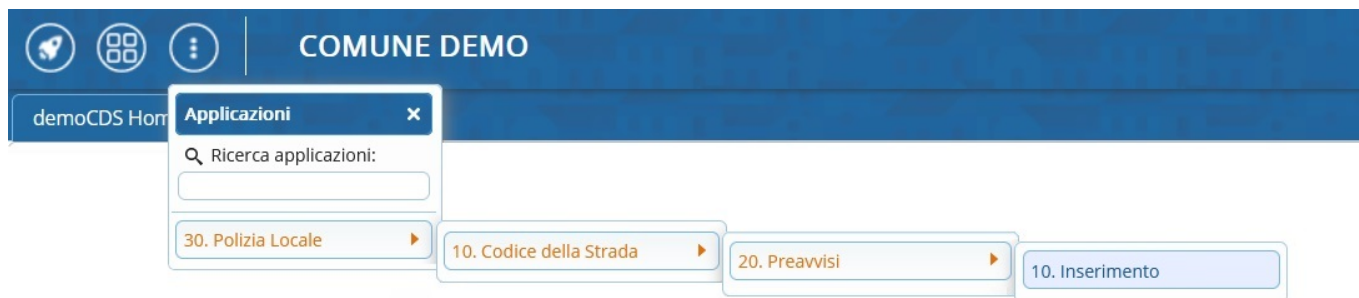 COMUNE DEMO
demoCDS Hom
Applicazioni
Ricerca applicazioni:
30. Polizia Locale
10. Codice della Strada
20. Preavvisi
10. Inserimento